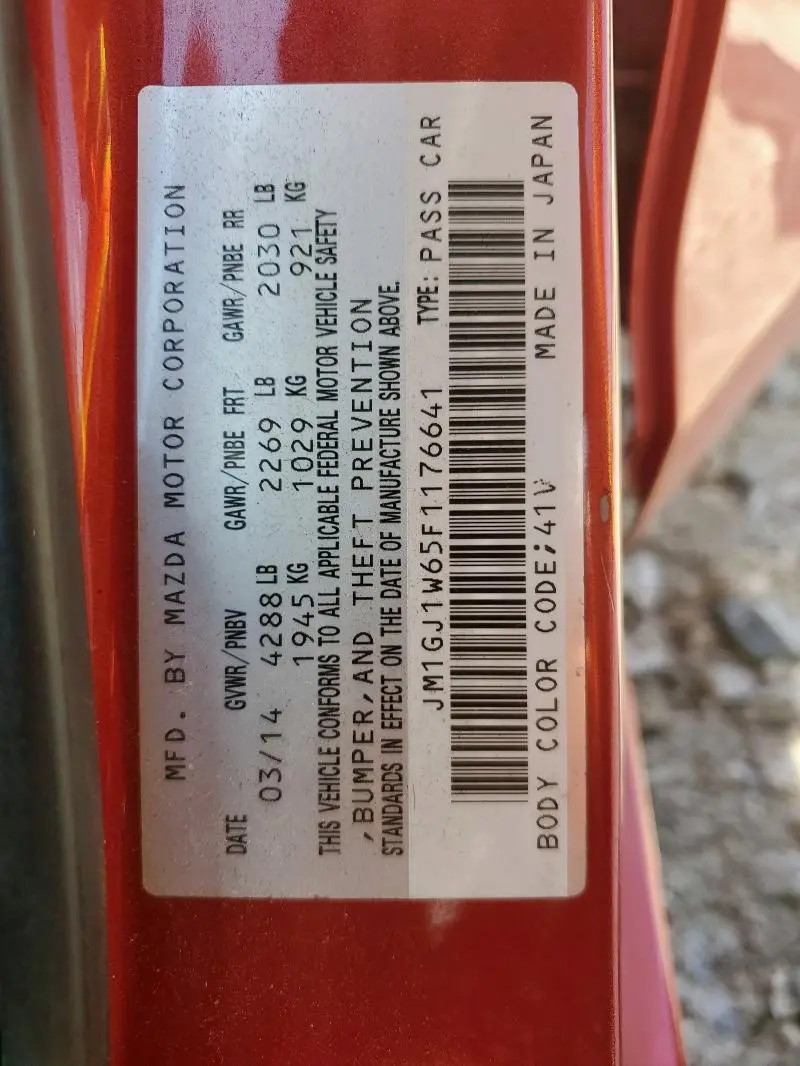 MFD. BY MAZDA MOTOR CORPORATION
DATE GVWR/PNBV GAWR/PNBE FRT GAWR/PNBE RR
03/14 4288 LB 2269 LB 2030 LB
1945 KG 1029 KG 921 KG
THIS VEHICLE CONFORMS TO ALL APPLICABLE FEDERAL MOTOR VEHICLE SAFETY
,BUMPER,AND THEFT PREVENTION
STANDARDS IN EFFECT ON THE DATE OF MANUFACTURE SHOWN ABOVE.
JM1GJ1W65F1176641 TYPE: PASS CAR
BODY COLOR CODE;41V MADE IN JAPAN